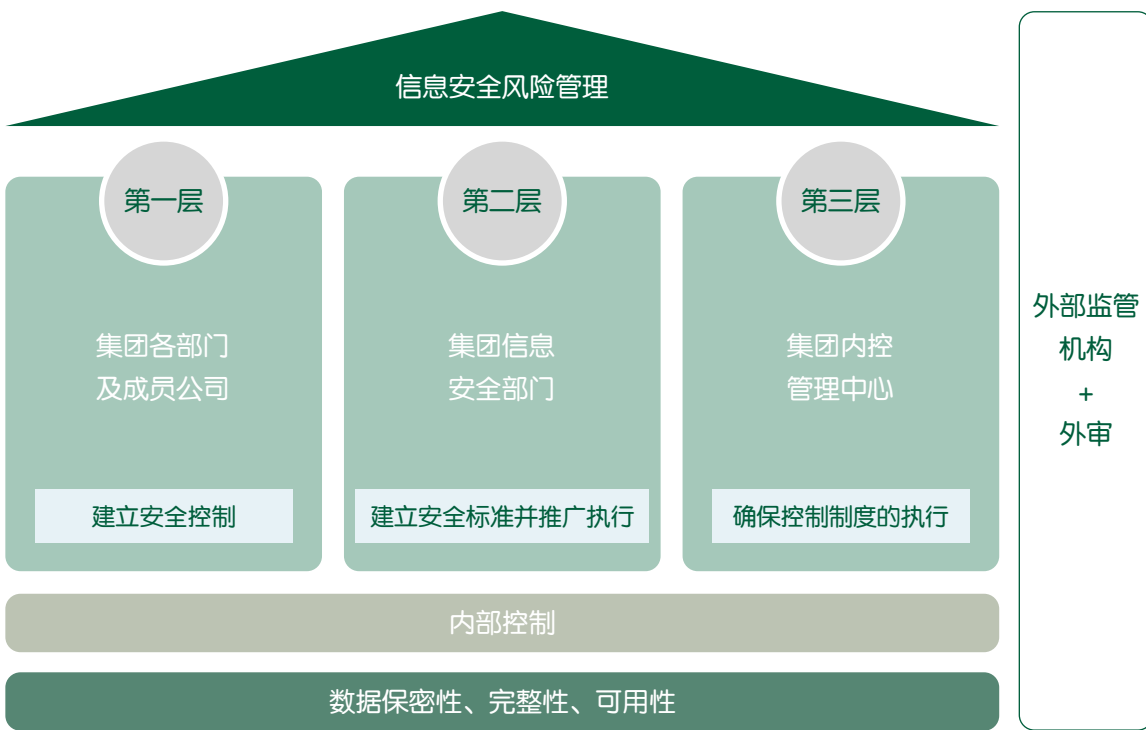 信息安全风险管理
第一层
集团各部门
及成员公司
建立安全控制
第二层
集团信息
安全部门
建立安全标准并推广执行
第三层
集团内控
管理中心
确保控制制度的执行
内部控制
数据保密性、完整性、可用性
外部监管
机构
+
外审